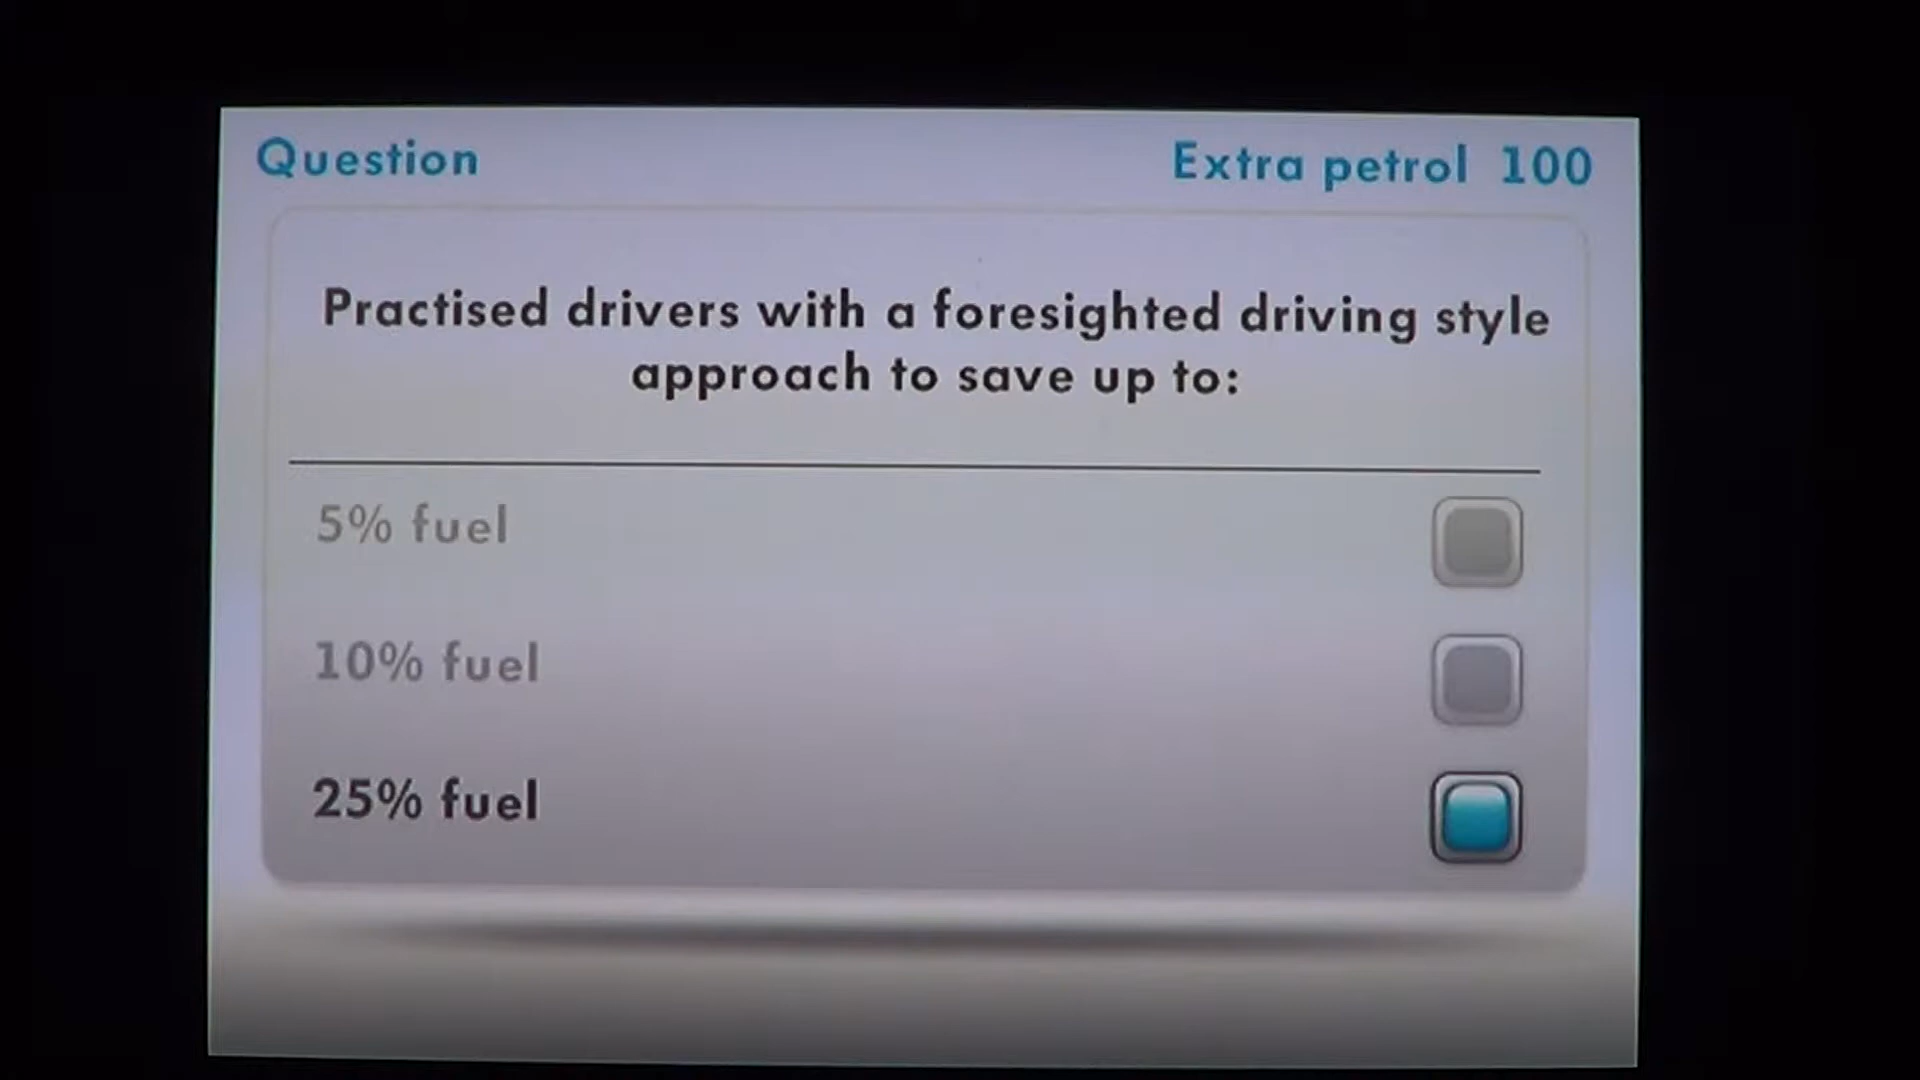 Question
Extra petrol 100
Practised drivers with a foresighted driving style
approach to save up to:
5% fuel
10% fuel
25% fuel